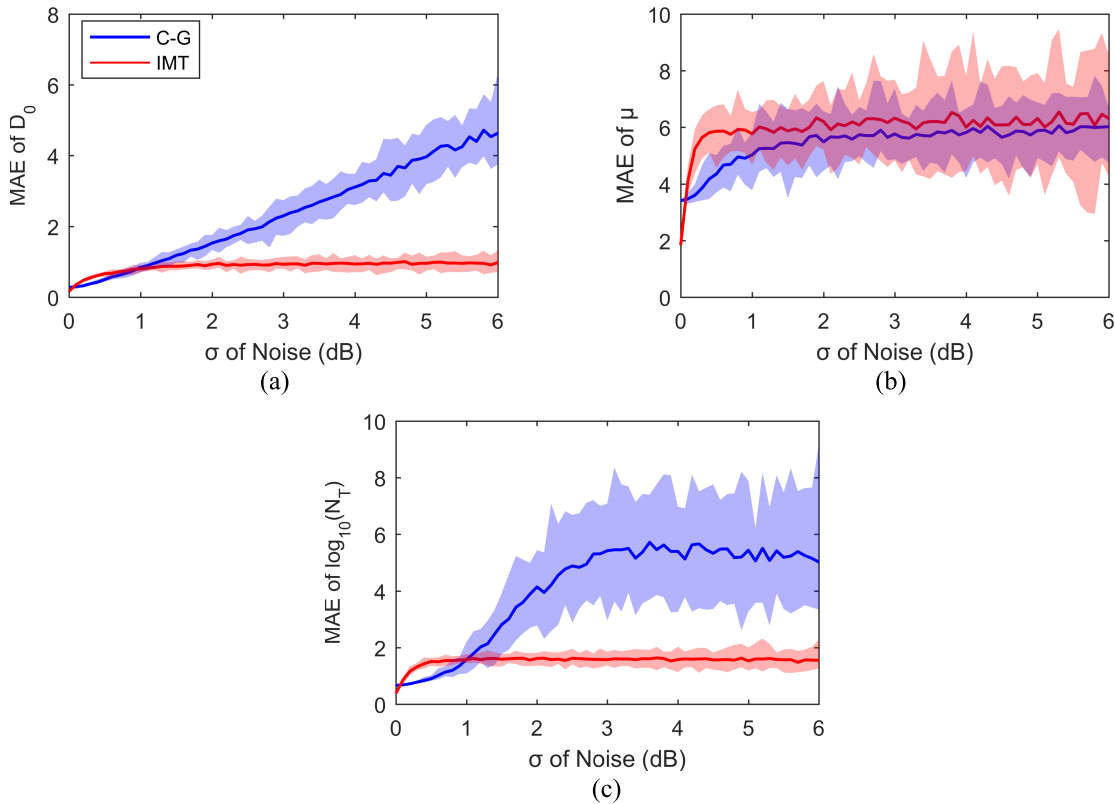 C-G
IMT
MAE of D0
8
6
4
2
0
0 1 2 3 4 5 6
σ of Noise (dB)
(a)
MAE of μ
10
8
6
4
2
0
0 1 2 3 4 5 6
σ of Noise (dB)
(b)
MAE of log10(NT)
10
8
6
4
2
0
0 1 2 3 4 5 6
σ of Noise (dB)
(c)